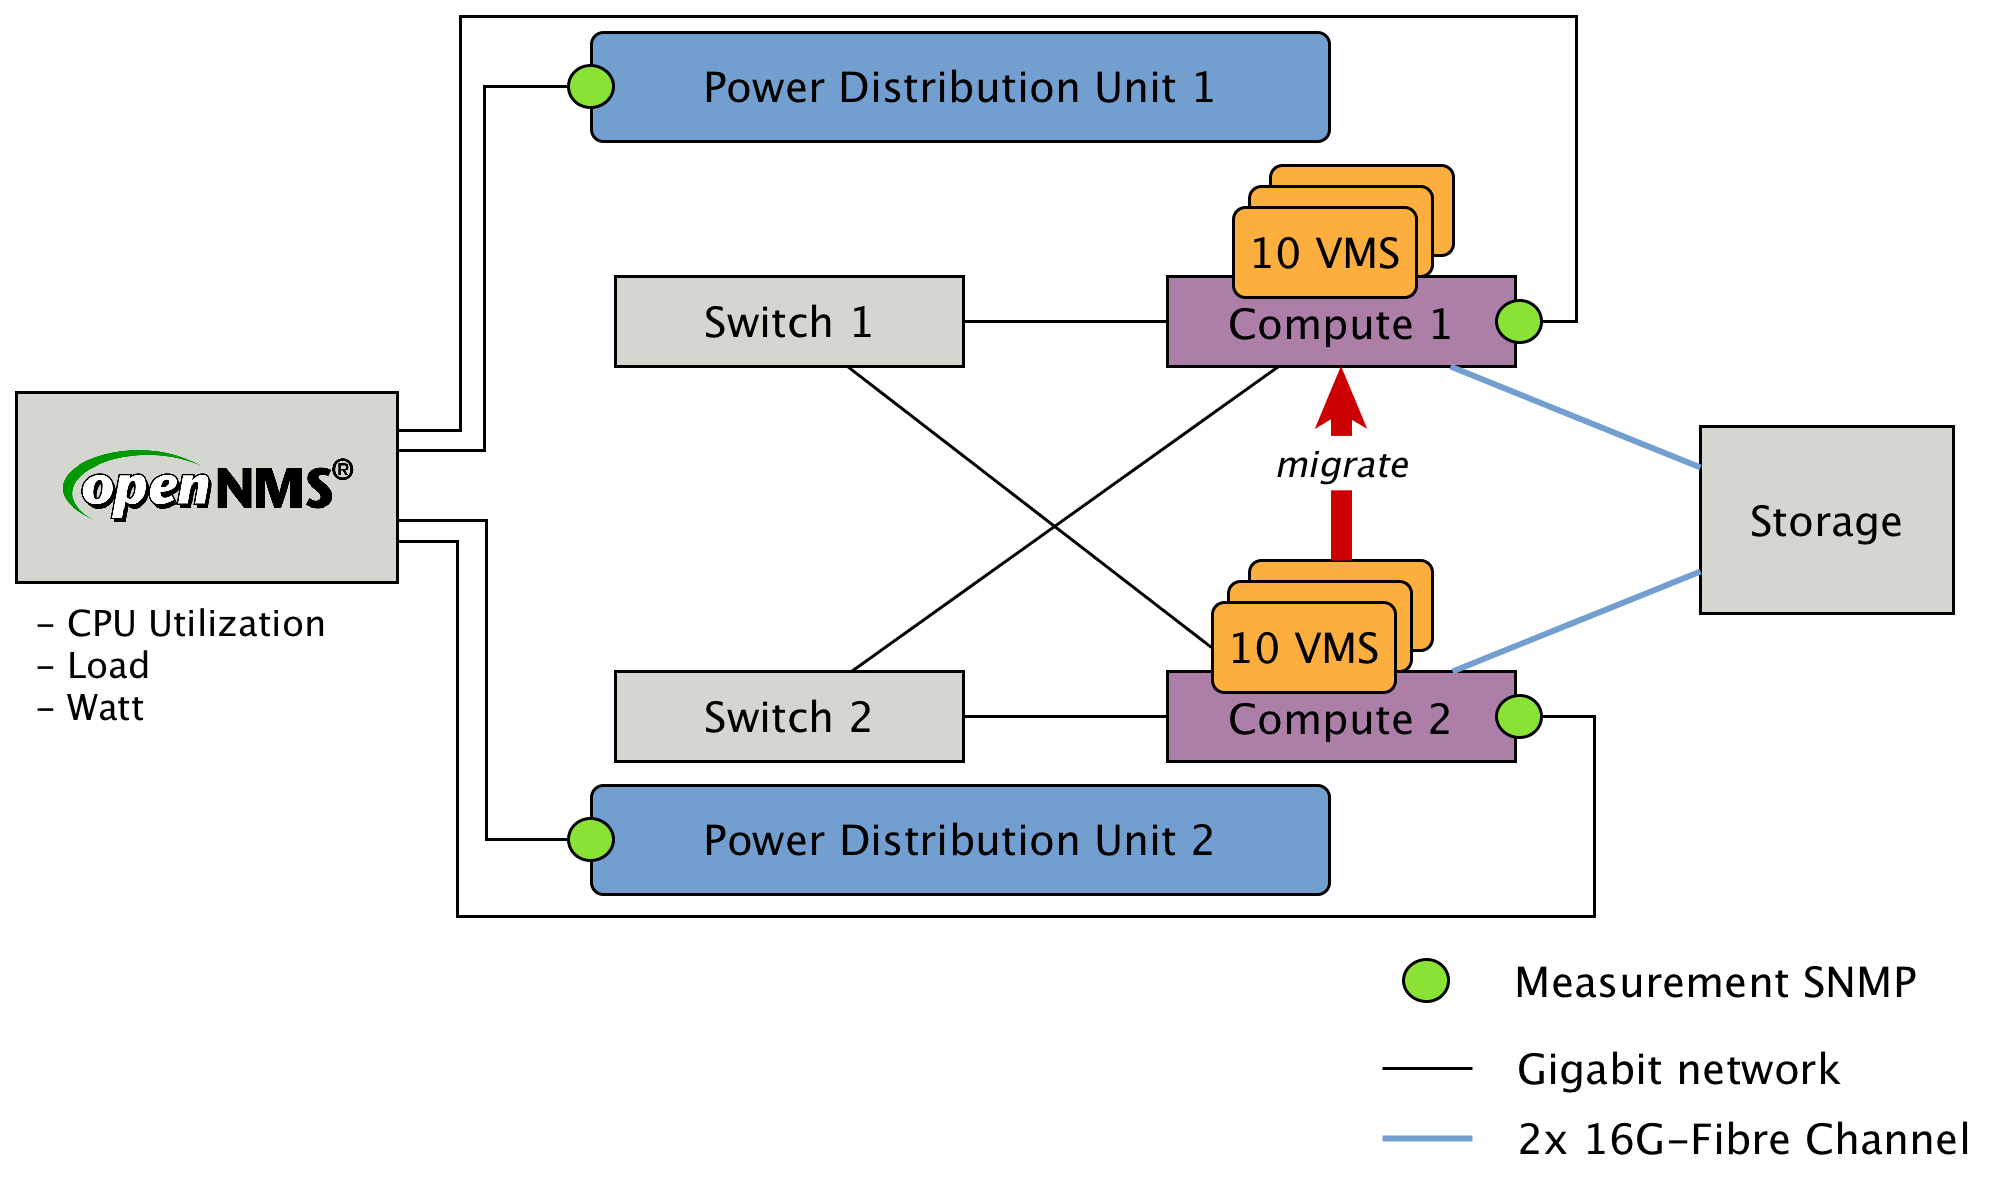 Power Distribution Unit 1
10 VMS
Switch 1
Compute 1
openNMS®
migrate
Storage
– CPU Utilization
– Load
– Watt
10 VMS
Switch 2
Compute 2
Power Distribution Unit 2
Measurement SNMP
Gigabit network
2x 16G–Fibre Channel